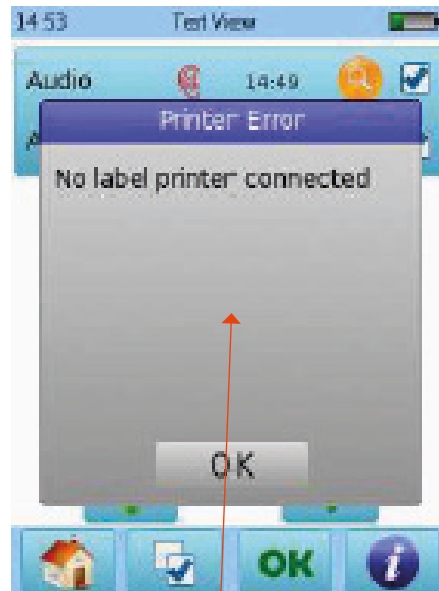 14:53 Test View
Audio 14:49
Printer Error
No label printer connected
OK
OK
i